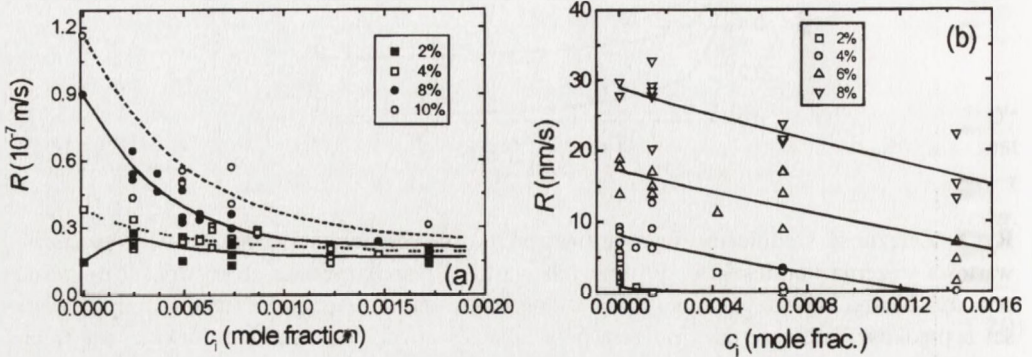 1.2
0.9
0.6
0.3
0.0
R (10⁻⁷ m/s)
2%
4%
8%
10%
(a)
0.0000 0.0005 0.0010 0.0015 0.0020
cᵢ (mole fraction)
40
30
20
10
0
R (nm/s)
2%
4%
6%
8%
(b)
0.0000 0.0004 0.0008 0.0012 0.0016
cᵢ (mole frac.)